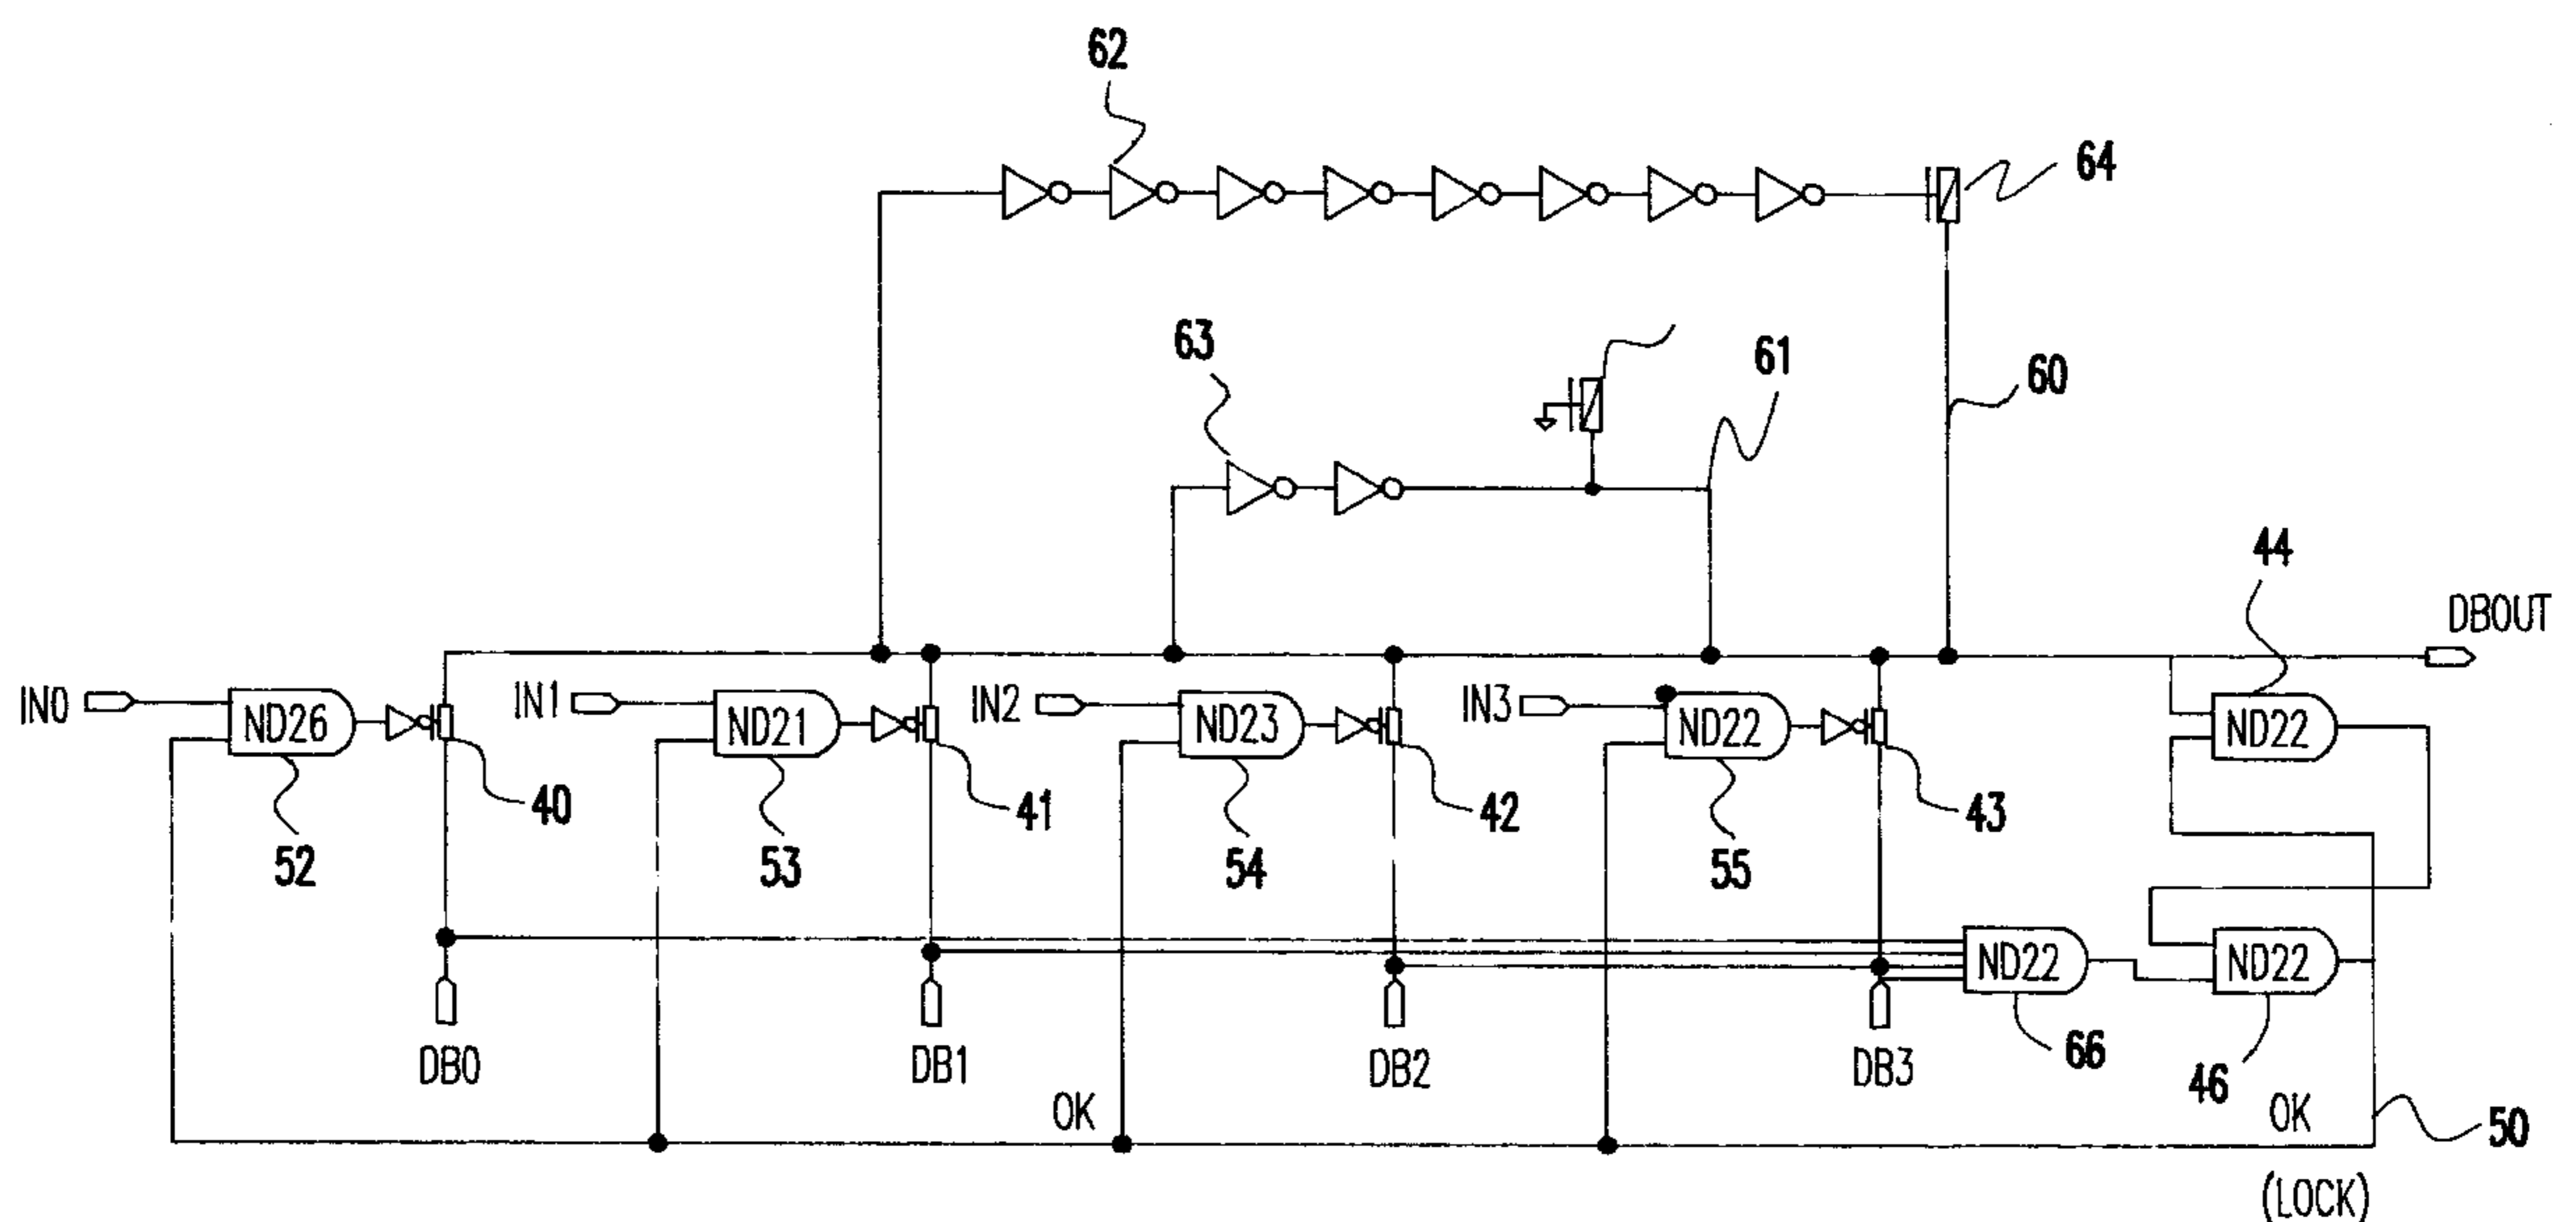 62
64
63
61
60
44
DBOUT
IN0
ND26
IN1
ND21
IN2
ND23
IN3
ND22
ND22
40
41
42
43
52
53
54
55
ND22
ND22
DB0
DB1
DB2
DB3
66
46
OK
OK
50
(LOCK)